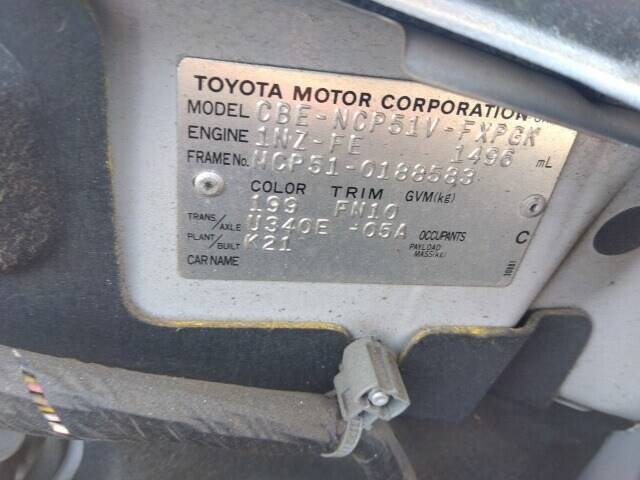 TOYOTA MOTOR CORPORATION
MODEL CBE-NCP51V-FXPGK
ENGINE 1NZ-FE 1496 mL
FRAME No. NCP51-0188583
COLOR TRIM GVM(kg)
199 FN10
TRANS/AXLE U340E -05A OCCUPANTS C
PLANT/BUILT K21 PAYLOAD MASS(kg)
CAR NAME